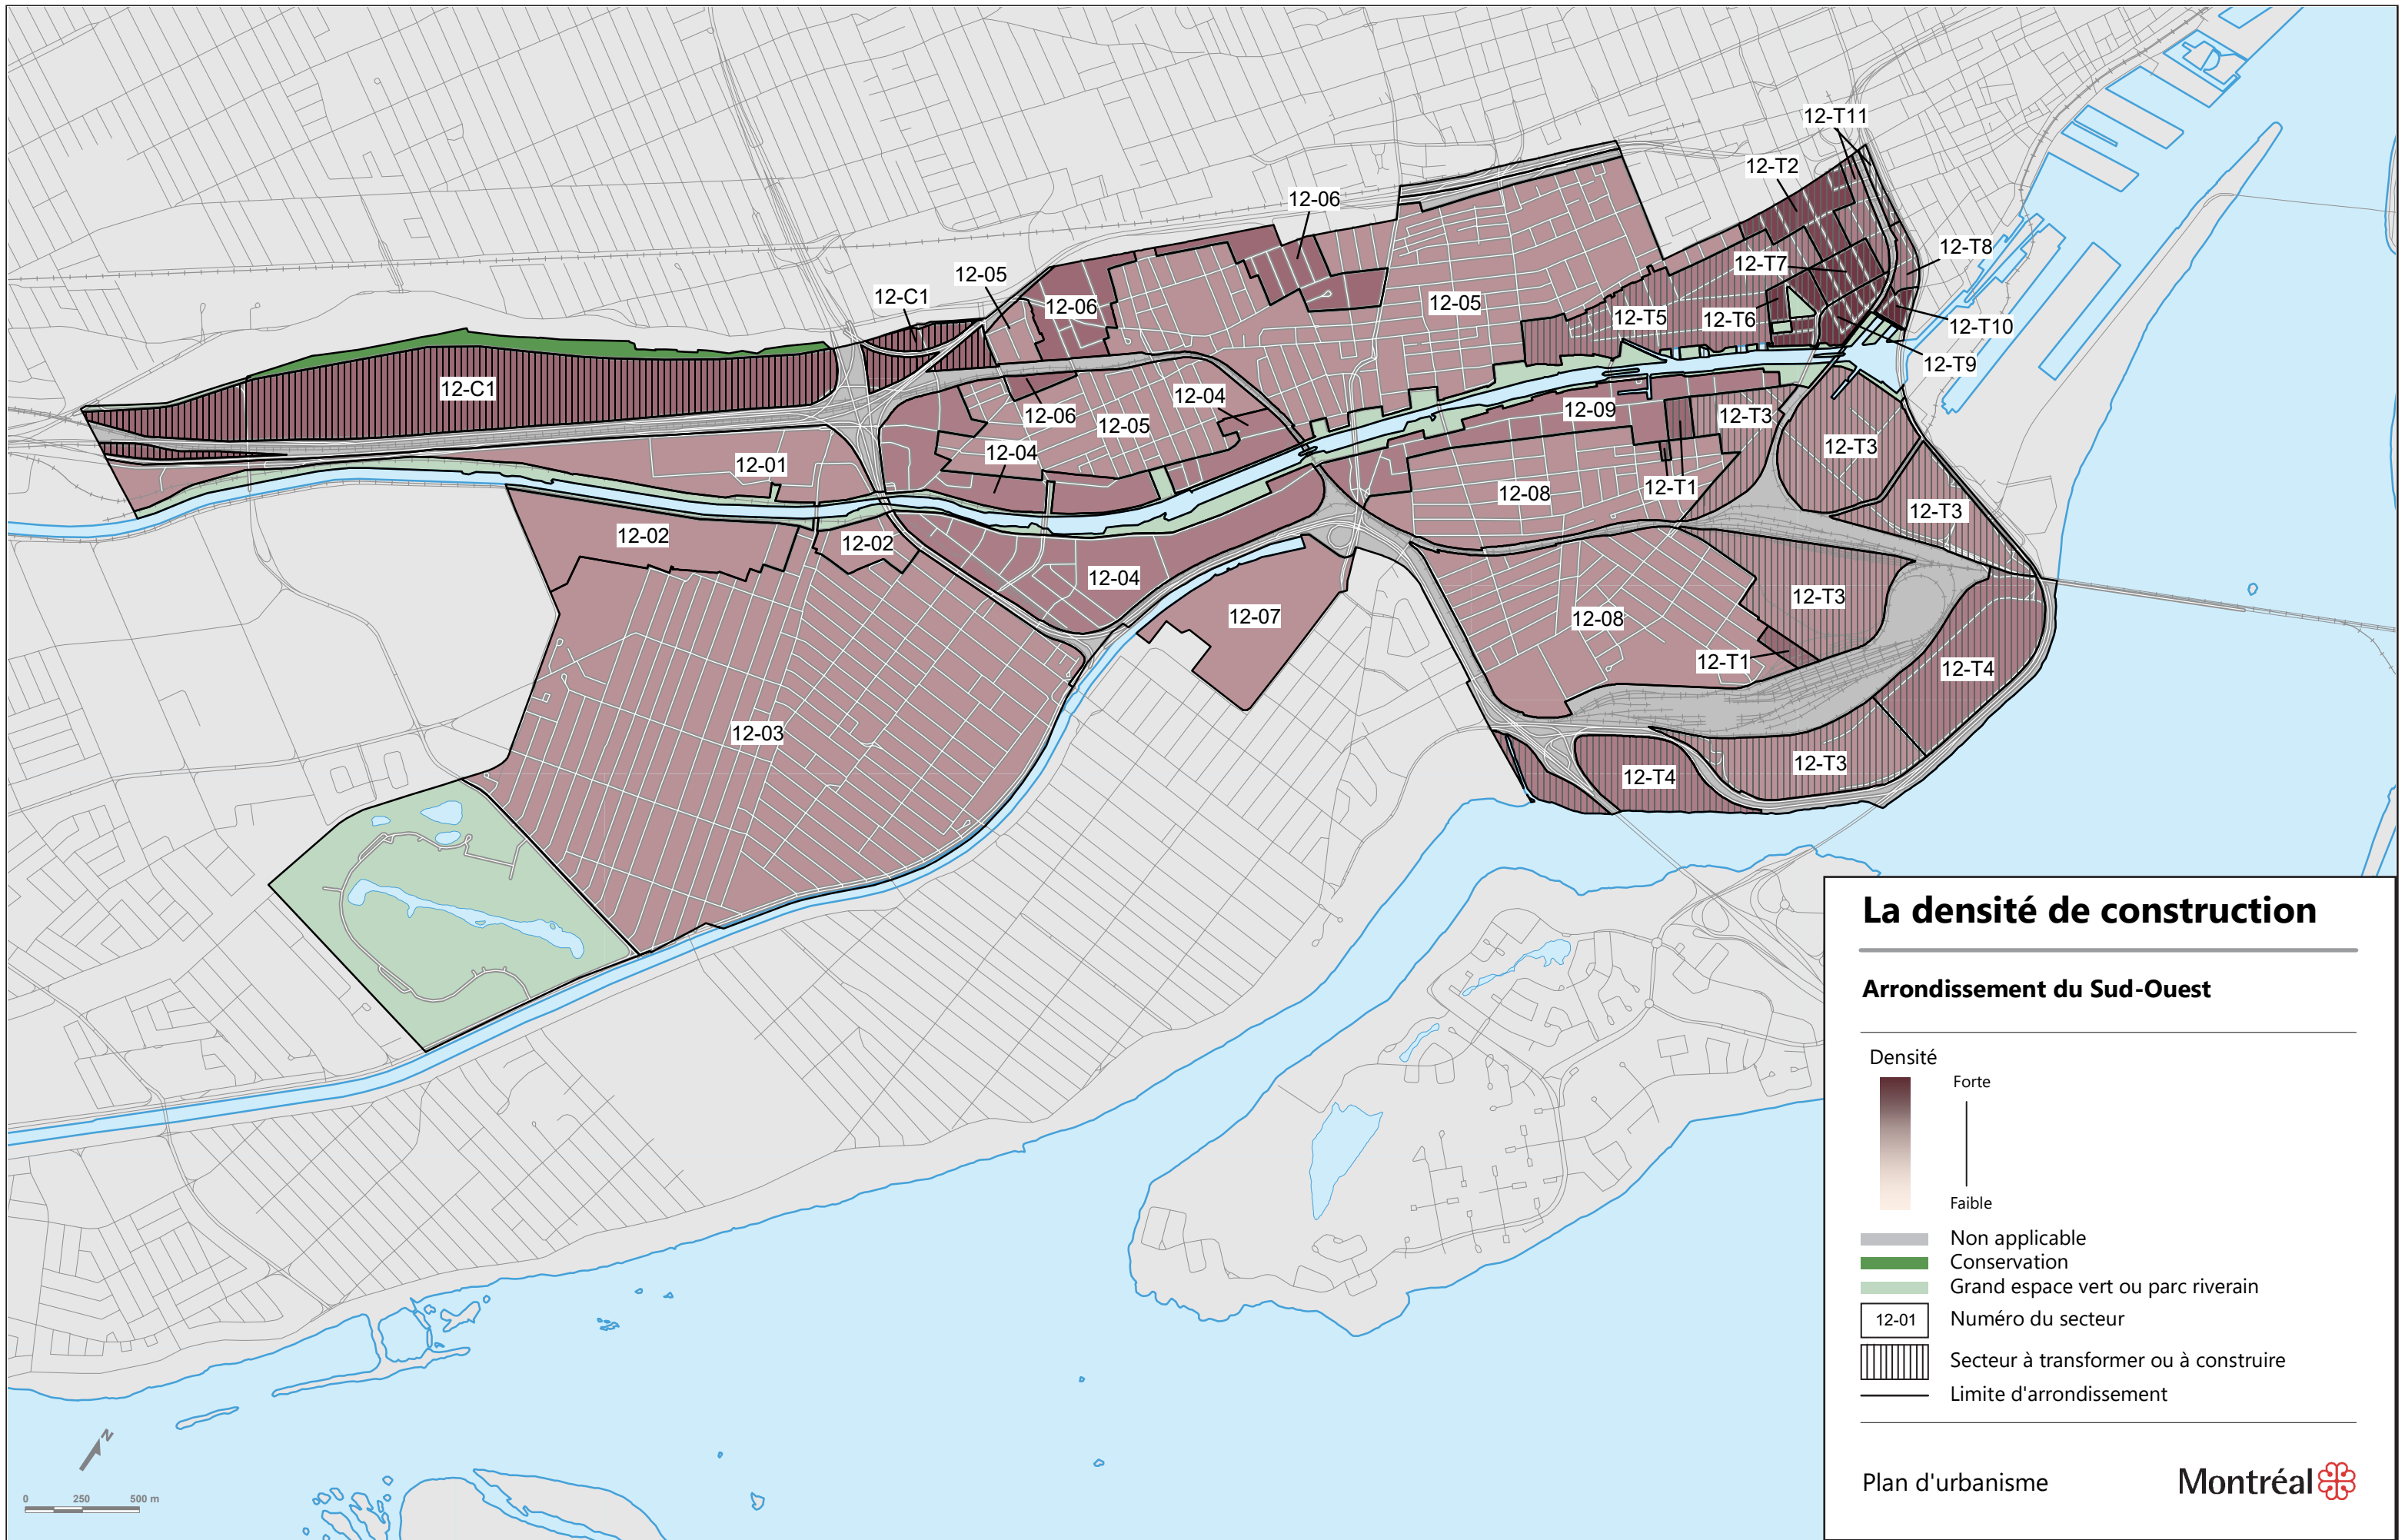 12-T11
12-T2
12-06
12-T8
12-T7
12-05
12-C1
12-06
12-05
12-T5
12-T6
12-T10
12-T9
12-C1
12-04
12-06
12-05
12-09
12-T3
12-T3
12-04
12-01
12-T1
12-08
12-T3
12-02
12-02
12-04
12-T3
12-07
12-08
12-T1
12-T4
12-03
12-T3
12-T4
La densité de construction
Arrondissement du Sud-Ouest
Densité
Forte
Faible
Non applicable
Conservation
Grand espace vert ou parc riverain
12-01 Numéro du secteur
Secteur à transformer ou à construire
Limite d'arrondissement
Plan d'urbanisme
Montréal
N
0 250 500 m